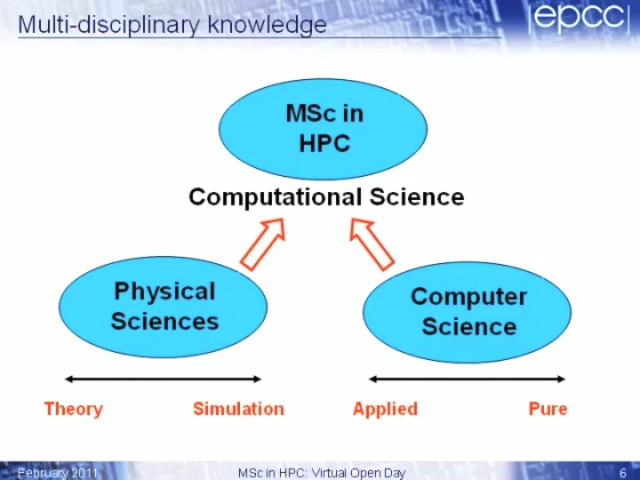 Multi-disciplinary knowledge
|epcc|
MSc in
HPC
Computational Science
Physical
Sciences
Computer
Science
Theory
Simulation
Applied
Pure
February 2011
MSc in HPC: Virtual Open Day
6